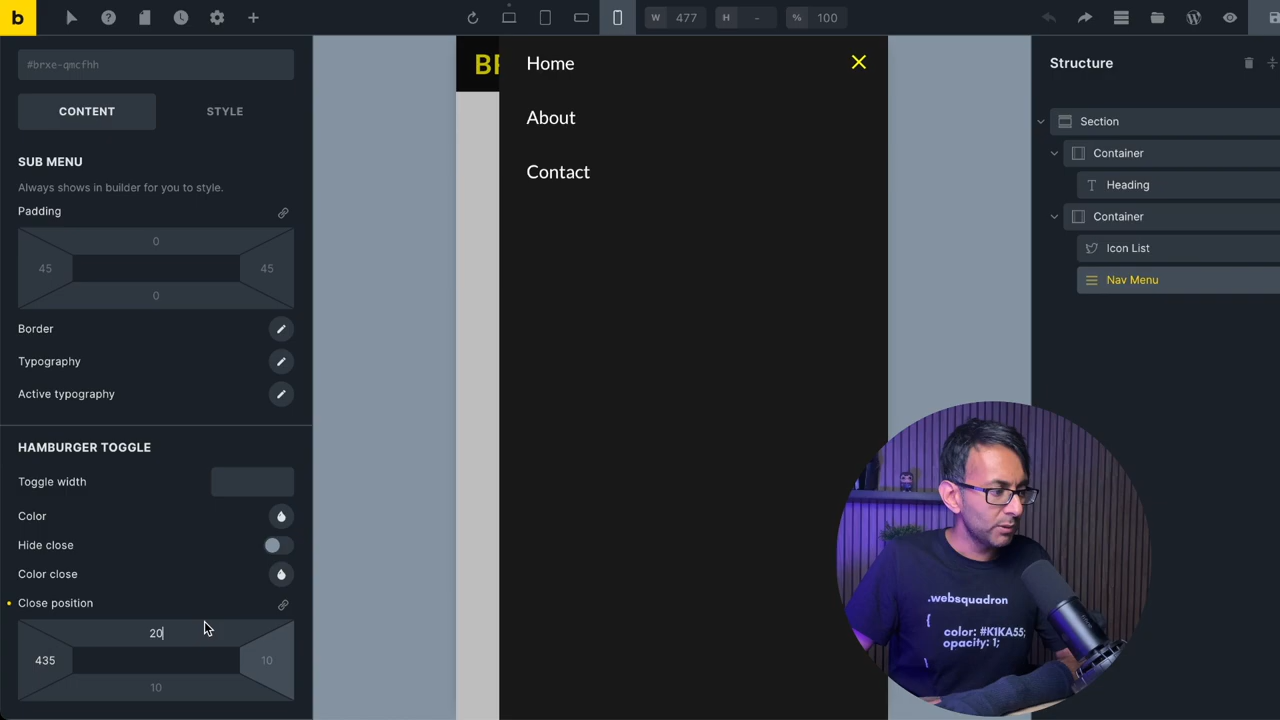 b
W 477 H - % 100
#brxe-qmcfhh
CONTENT STYLE
SUB MENU
Always shows in builder for you to style.
Padding
0
45 45
0
Border
Typography
Active typography
HAMBURGER TOGGLE
Toggle width
Color
Hide close
Color close
Close position
20
435 10
10
BR
Home
About
Contact
Structure
Section
Container
Heading
Container
Icon List
Nav Menu
.websquadron
{
color: #K1KA55;
opacity: 1;
}